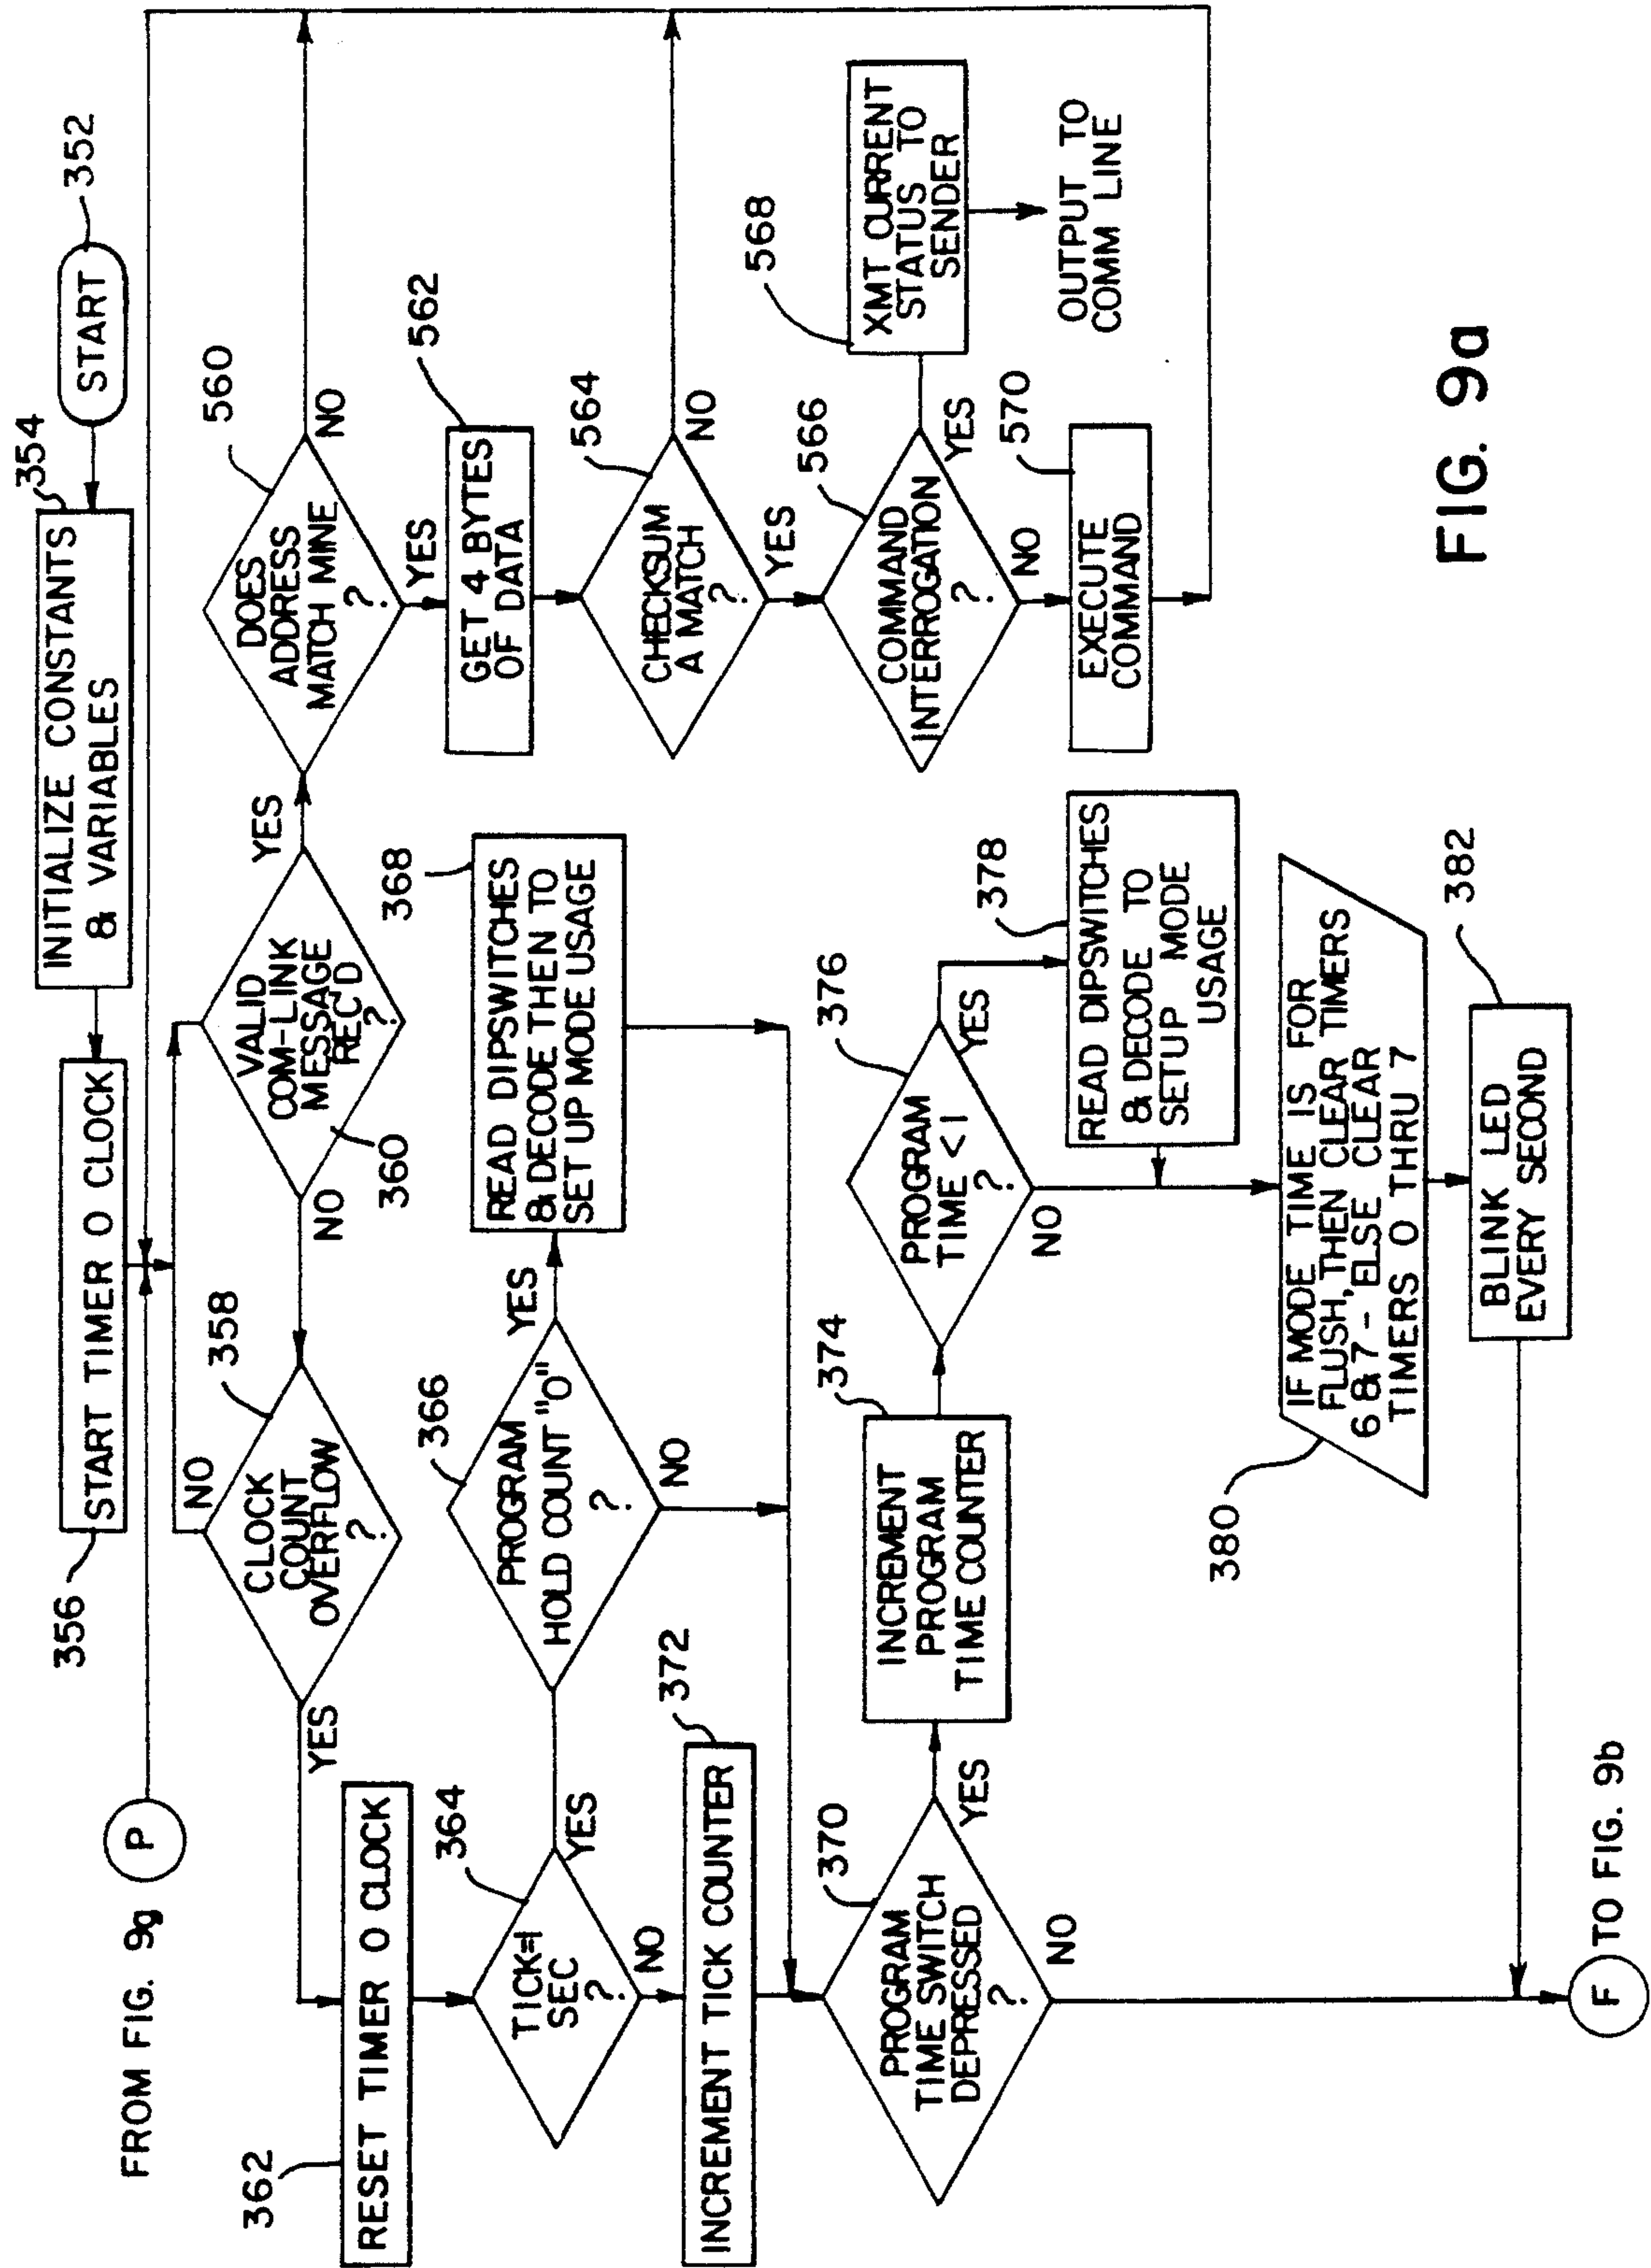 352
START
354
INITIALIZE CONSTANTS
& VARIABLES
356
START TIMER 0 CLOCK
FROM FIG. 9g
P
358
CLOCK
COUNT
OVERFLOW
?
NO
YES
360
VALID
COM-LINK
MESSAGE
REC'D
?
NO
YES
560
DOES
ADDRESS
MATCH MINE
?
NO
YES
562
GET 4 BYTES
OF DATA
564
CHECKSUM
A MATCH
?
NO
YES
566
COMMAND
INTERROGATION
?
YES
NO
568
XMT CURRENT
STATUS TO
SENDER
OUTPUT TO
COMM LINE
570
EXECUTE
COMMAND
362
RESET TIMER 0 CLOCK
364
TICK=1
SEC
?
YES
NO
366
PROGRAM
HOLD COUNT "0"
?
YES
NO
368
READ DIPSWITCHES
& DECODE THEN TO
SET UP MODE USAGE
372
INCREMENT TICK COUNTER
370
PROGRAM
TIME SWITCH
DEPRESSED
?
YES
NO
374
INCREMENT
PROGRAM
TIME COUNTER
376
PROGRAM
TIME <1
?
YES
NO
378
READ DIPSWITCHES
& DECODE TO
SETUP MODE
USAGE
380
IF MODE TIME IS FOR
FLUSH, THEN CLEAR TIMERS
6 & 7 - ELSE CLEAR
TIMERS 0 THRU 7
382
BLINK LED
EVERY SECOND
F
TO FIG. 9b
FIG. 9a